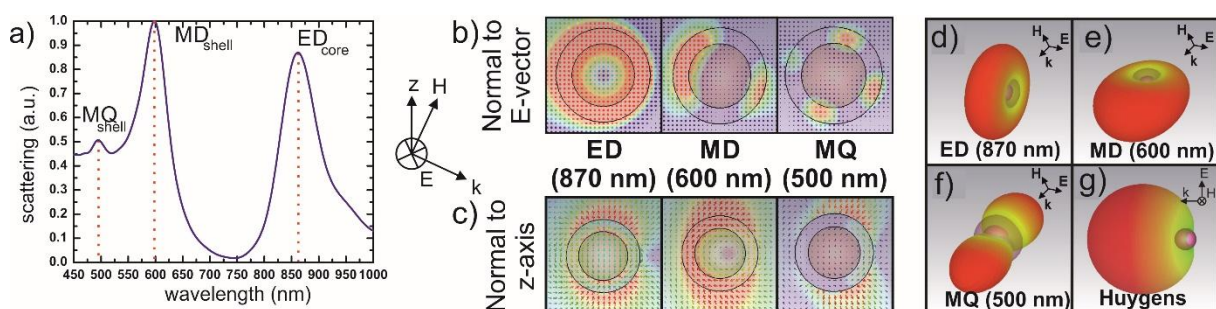 a)
scattering (a.u.)
1.0
0.9
0.8
0.7
0.6
0.5
0.4
0.3
0.2
0.1
0.0
MQshell
MDshell
EDcore
450 500 550 600 650 700 750 800 850 900 950 1000
wavelength (nm)
z
H
E
k
b)
Normal to
E-vector
ED MD MQ
(870 nm) (600 nm) (500 nm)
c)
Normal to
z-axis
d)
H
E
k
ED (870 nm)
e)
H
E
k
MD (600 nm)
f)
H
E
k
MQ (500 nm)
g)
E
k
H
Huygens